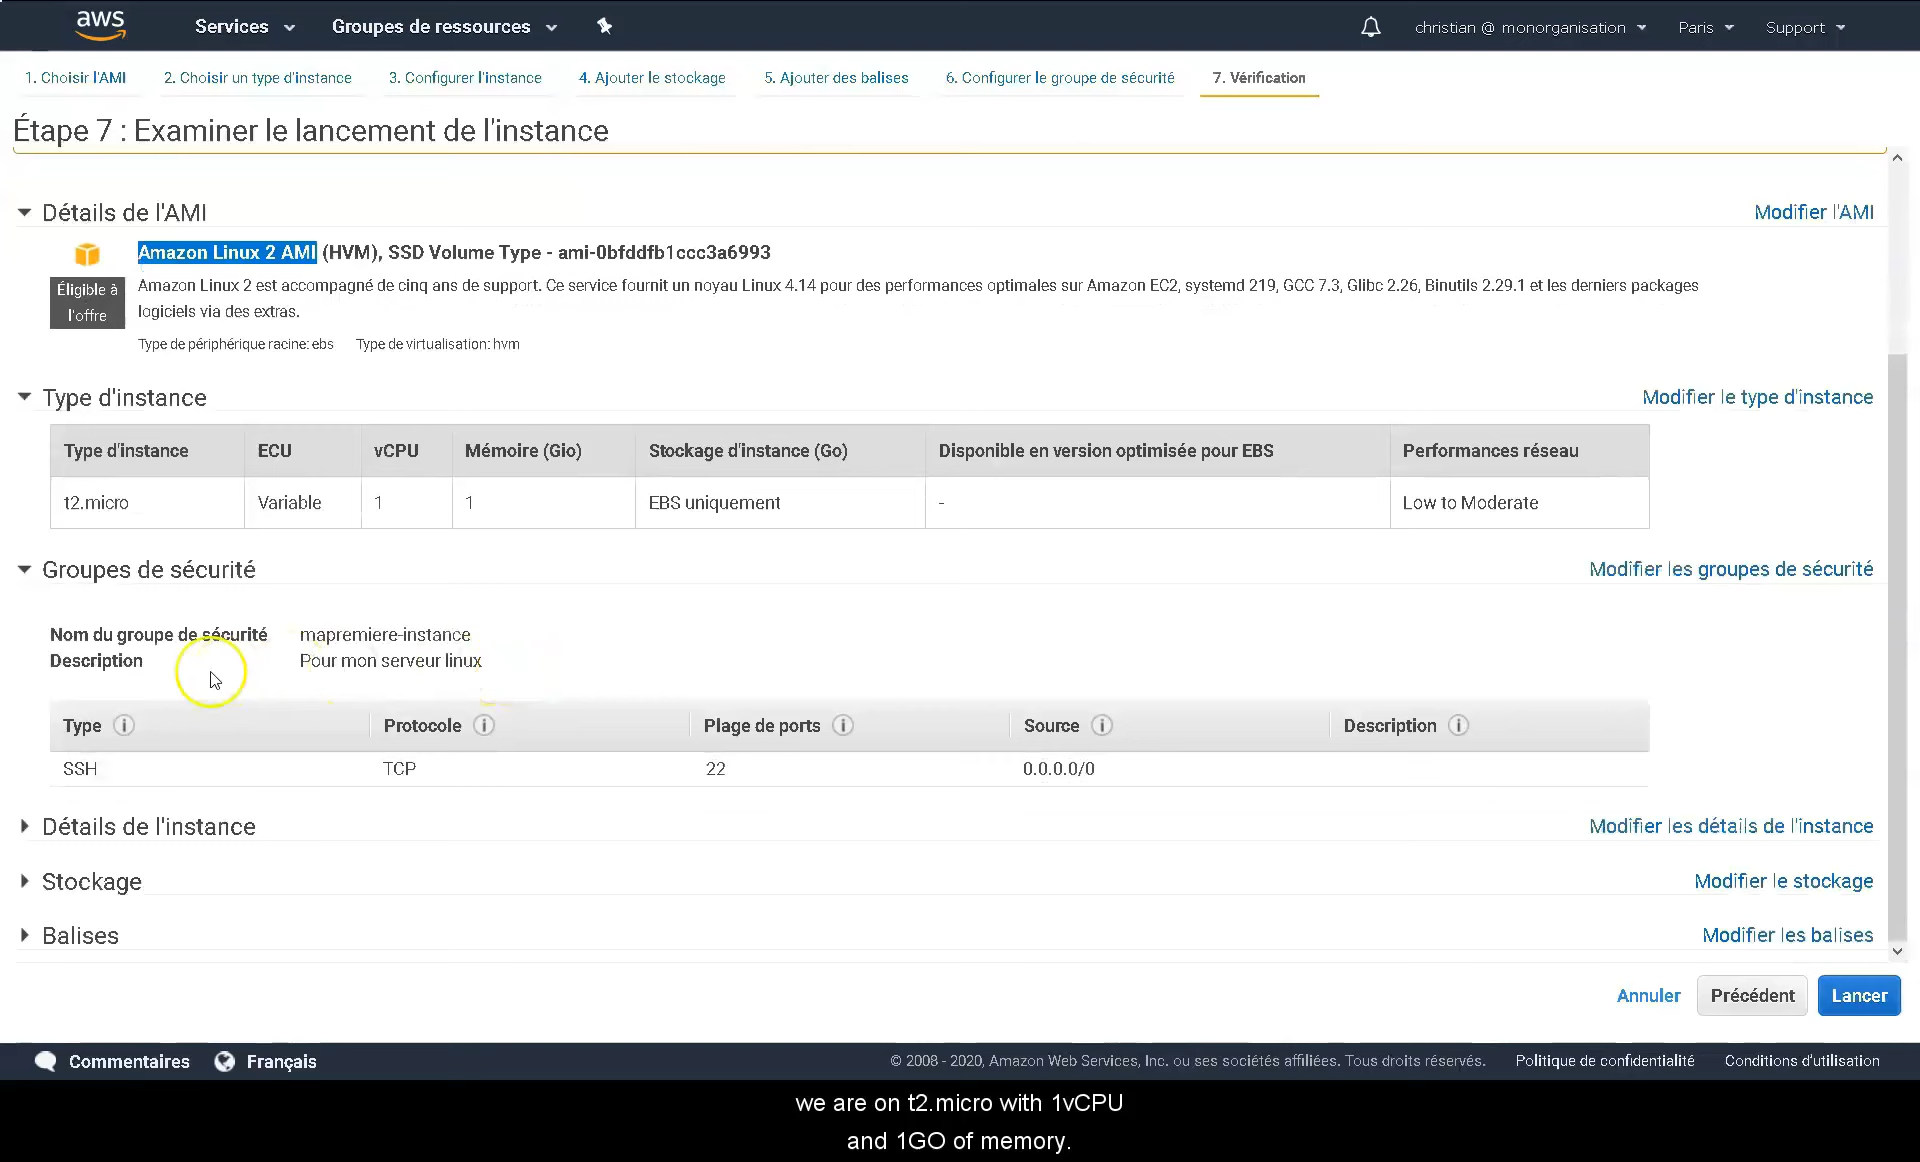 aws Services Groupes de ressources christian @ monorganisation Paris Support
1. Choisir l'AMI 2. Choisir un type d'instance 3. Configurer l'instance 4. Ajouter le stockage 5. Ajouter des balises 6. Configurer le groupe de sécurité 7. Vérification
Étape 7 : Examiner le lancement de l'instance
Détails de l'AMI Modifier l'AMI
Amazon Linux 2 AMI (HVM), SSD Volume Type - ami-0bfddfb1ccc3a6993
Éligible à
l'offre
Amazon Linux 2 est accompagné de cinq ans de support. Ce service fournit un noyau Linux 4.14 pour des performances optimales sur Amazon EC2, systemd 219, GCC 7.3, Glibc 2.26, Binutils 2.29.1 et les derniers packages
logiciels via des extras.
Type de périphérique racine: ebs Type de virtualisation: hvm
Type d'instance Modifier le type d'instance
Type d'instance ECU vCPU Mémoire (Gio) Stockage d'instance (Go) Disponible en version optimisée pour EBS Performances réseau
t2.micro Variable 1 1 EBS uniquement - Low to Moderate
Groupes de sécurité Modifier les groupes de sécurité
Nom du groupe de sécurité mapremiere-instance
Description Pour mon serveur linux
Type Protocole Plage de ports Source Description
SSH TCP 22 0.0.0.0/0
Détails de l'instance Modifier les détails de l'instance
Stockage Modifier le stockage
Balises Modifier les balises
Annuler Précédent Lancer
Commentaires Français © 2008 - 2020, Amazon Web Services, Inc. ou ses sociétés affiliées. Tous droits réservés. Politique de confidentialité Conditions d'utilisation
we are on t2.micro with 1vCPU
and 1GO of memory.